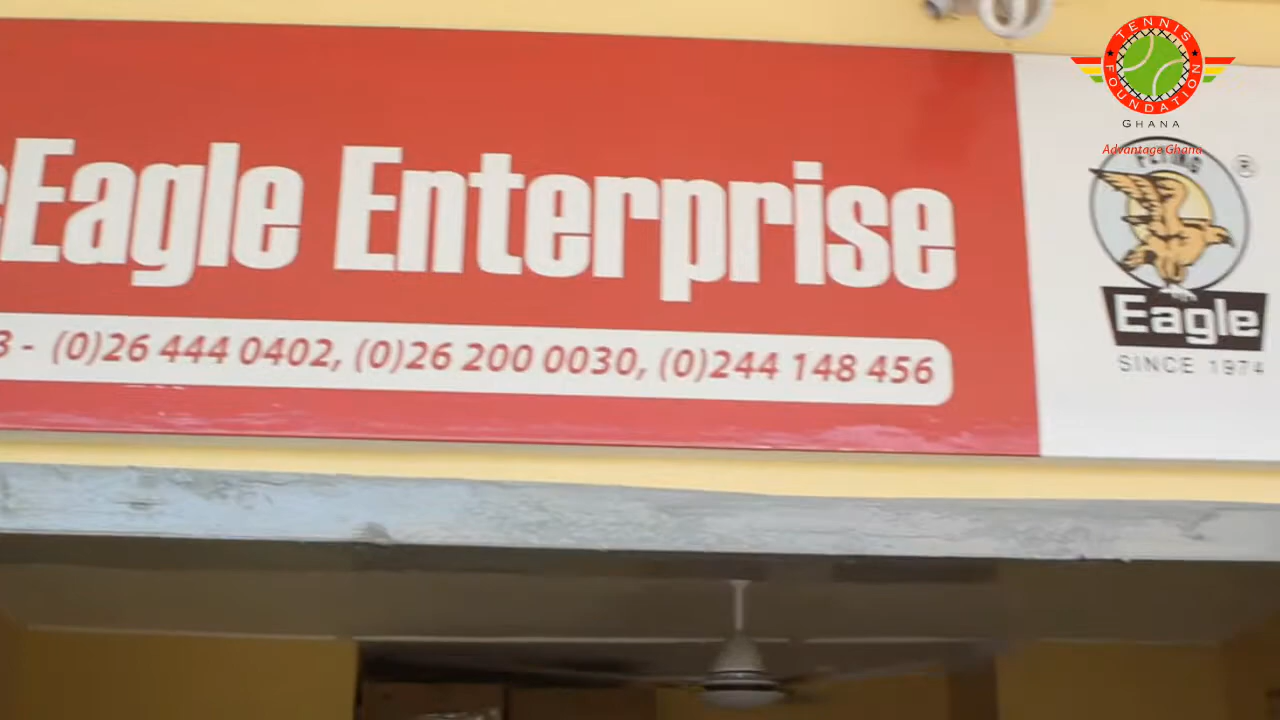 TENNIS
FOUNDATION
GHANA
Advantage Ghana
Eagle Enterprise
(0)26 444 0402, (0)26 200 0030, (0)244 148 456
FLYING
®
Eagle
SINCE 1974